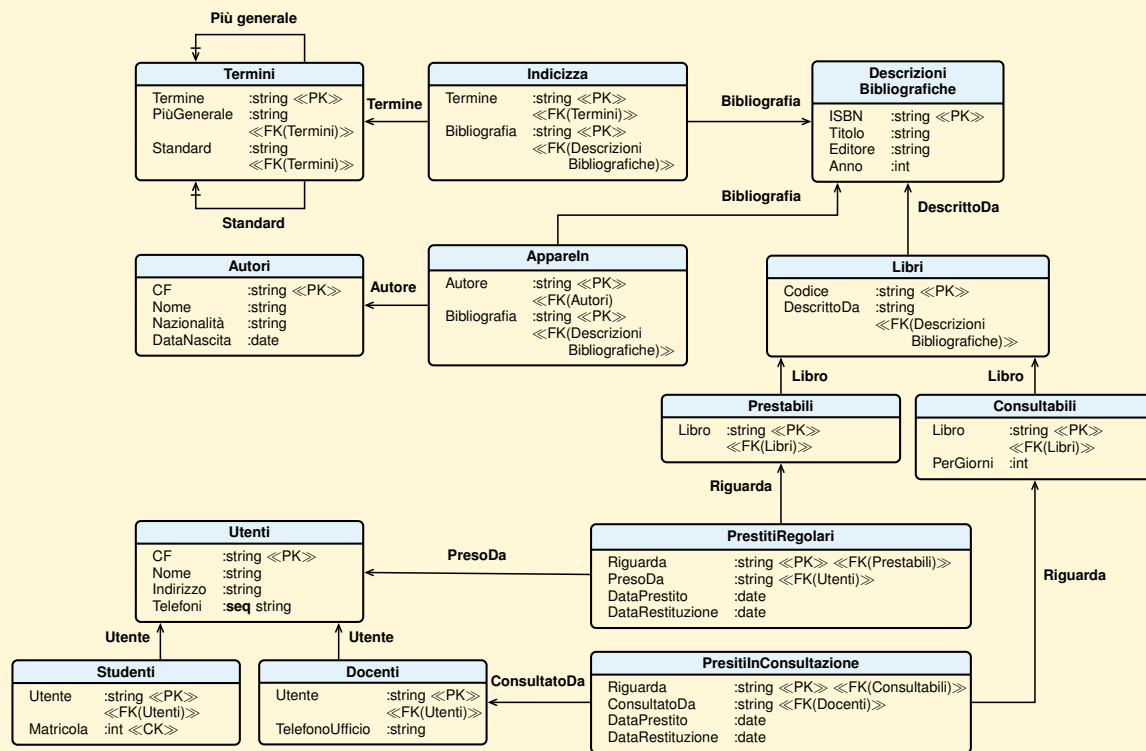 Più generale
Termini
Termine :string ≪PK≫
PiùGenerale :string
≪FK(Termini)≫
Standard :string
≪FK(Termini)≫
Standard
Termine
Indicizza
Termine :string ≪PK≫
≪FK(Termini)≫
Bibliografia :string ≪PK≫
≪FK(Descrizioni
Bibliografiche)≫
Bibliografia
Descrizioni
Bibliografiche
ISBN :string ≪PK≫
Titolo :string
Editore :string
Anno :int
Bibliografia
DescrittoDa
Autori
CF :string ≪PK≫
Nome :string
Nazionalità :string
DataNascita :date
Autore
AppareIn
Autore :string ≪PK≫
≪FK(Autori)
Bibliografia :string ≪PK≫
≪FK(Descrizioni
Bibliografiche)≫
Libri
Codice :string ≪PK≫
DescrittoDa :string
≪FK(Descrizioni
Bibliografiche)≫
Libro
Libro
Prestabili
Libro :string ≪PK≫
≪FK(Libri)≫
Consultabili
Libro :string ≪PK≫
≪FK(Libri)≫
PerGiorni :int
Riguarda
Utenti
CF :string ≪PK≫
Nome :string
Indirizzo :string
Telefoni :seq string
PresoDa
PrestitiRegolari
Riguarda :string ≪PK≫ ≪FK(Prestabili)≫
PresoDa :string ≪FK(Utenti)≫
DataPrestito :date
DataRestituzione :date
Riguarda
Utente
Utente
Studenti
Utente :string ≪PK≫
≪FK(Utenti)≫
Matricola :int ≪CK≫
Docenti
Utente :string ≪PK≫
≪FK(Utenti)≫
TelefonoUfficio :string
ConsultatoDa
PresitiInConsultazione
Riguarda :string ≪PK≫ ≪FK(Consultabili)≫
ConsultatoDa :string ≪FK(Docenti)≫
DataPrestito :date
DataRestituzione :date